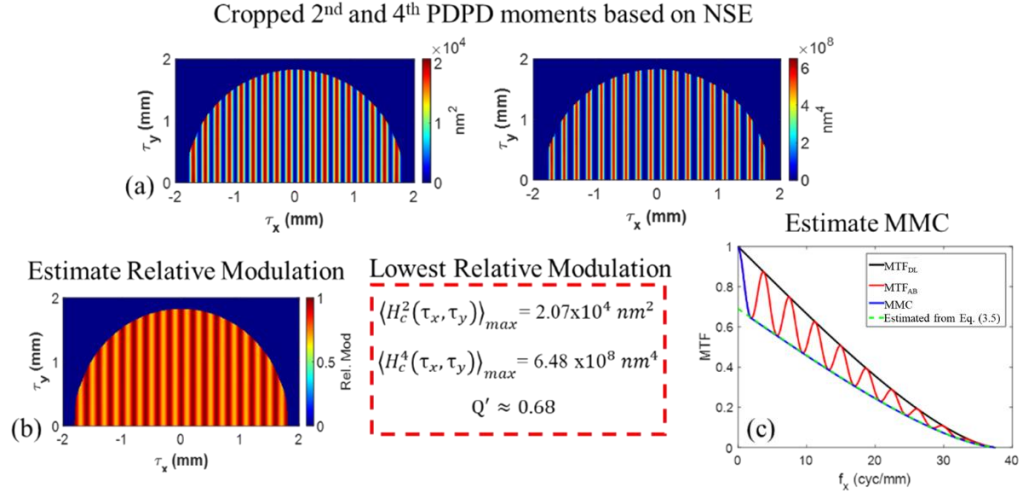 Cropped 2nd and 4th PDPD moments based on NSE
×10^4
2
1
0
τy (mm)
-2 -1 0 1 2
τx (mm)
2
1
0
nm^2
(a)
×10^8
2
1
0
τy (mm)
-2 -1 0 1 2
τx (mm)
6
4
2
0
nm^4
Estimate Relative Modulation
2
1
0
τy (mm)
-2 -1 0 1 2
τx (mm)
1
0.5
0
Rel. Mod
(b)
Lowest Relative Modulation
⟨H_c^2(τx, τy)⟩max = 2.07x10^4 nm^2
⟨H_c^4(τx, τy)⟩max = 6.48 x10^8 nm^4
Q′ ≈ 0.68
Estimate MMC
1
0.8
0.6
0.4
0.2
0
MTF
MTFDL
MTFAB
MMC
Estimated from Eq. (3.5)
(c)
0 10 20 30 40
fx (cyc/mm)